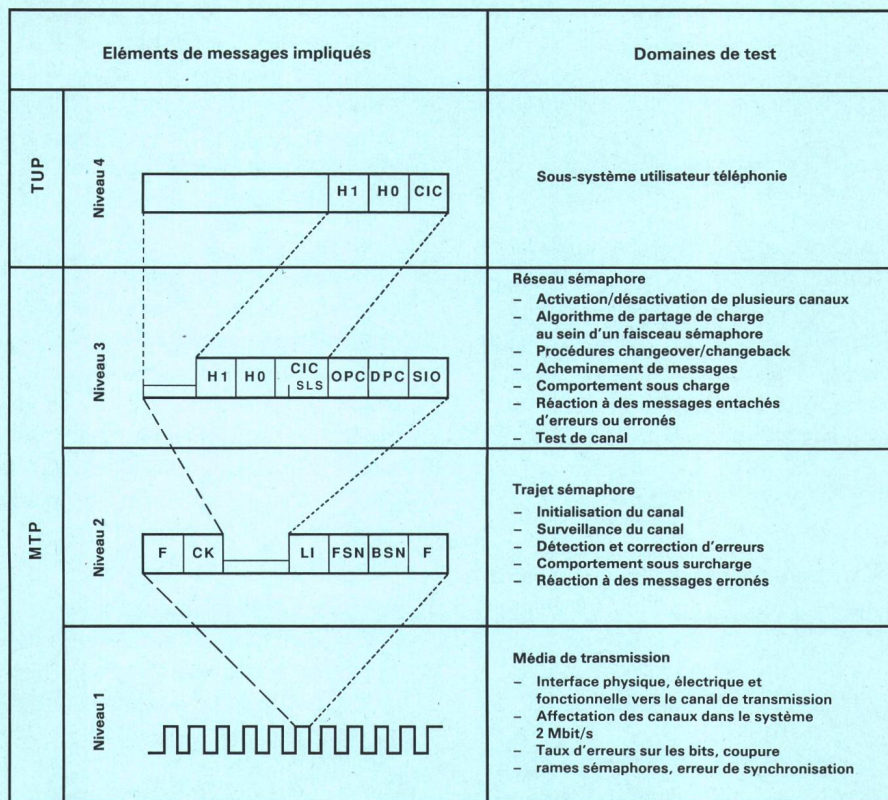 Eléments de messages impliqués
Domaines de test
TUP
Niveau 4
H1 H0 CIC
Sous-système utilisateur téléphonie
MTP
Niveau 3
H1 H0 CIC SLS OPC DPC SIO
Réseau sémaphore
– Activation/désactivation de plusieurs canaux
– Algorithme de partage de charge
au sein d'un faisceau sémaphore
– Procédures changeover/changeback
– Acheminement de messages
– Comportement sous charge
– Réaction à des messages entachés
d'erreurs ou erronés
– Test de canal
Niveau 2
F CK LI FSN BSN F
Trajet sémaphore
– Initialisation du canal
– Surveillance du canal
– Détection et correction d'erreurs
– Comportement sous surcharge
– Réaction à des messages erronés
Niveau 1
Média de transmission
– Interface physique, électrique et
fonctionnelle vers le canal de transmission
– Affectation des canaux dans le système
2 Mbit/s
– Taux d'erreurs sur les bits, coupure
– rames sémaphores, erreur de synchronisation